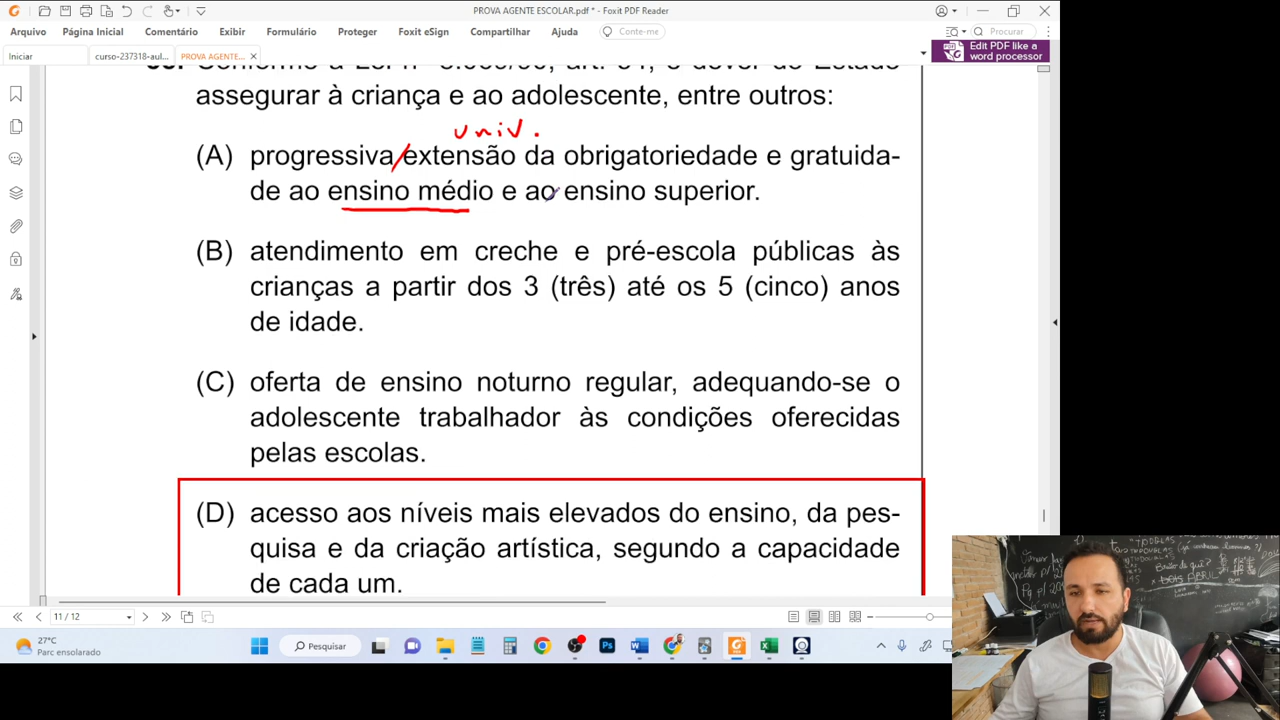 PROVA AGENTE ESCOLAR.pdf * - Foxit PDF Reader
Arquivo Página Inicial Comentário Exibir Formulário Proteger Foxit eSign Compartilhar Ajuda Conte-me Procurar
Iniciar curso-237318-aul... PROVA AGENTE... Edit PDF like a
word processor
assegurar à criança e ao adolescente, entre outros:
univ.
(A) progressiva extensão da obrigatoriedade e gratuida-
de ao ensino médio e ao ensino superior.
(B) atendimento em creche e pré-escola públicas às
crianças a partir dos 3 (três) até os 5 (cinco) anos
de idade.
(C) oferta de ensino noturno regular, adequando-se o
adolescente trabalhador às condições oferecidas
pelas escolas.
(D) acesso aos níveis mais elevados do ensino, da pes-
quisa e da criação artística, segundo a capacidade
de cada um.
11 / 12
27°C
Parc ensolarado
Pesquisar